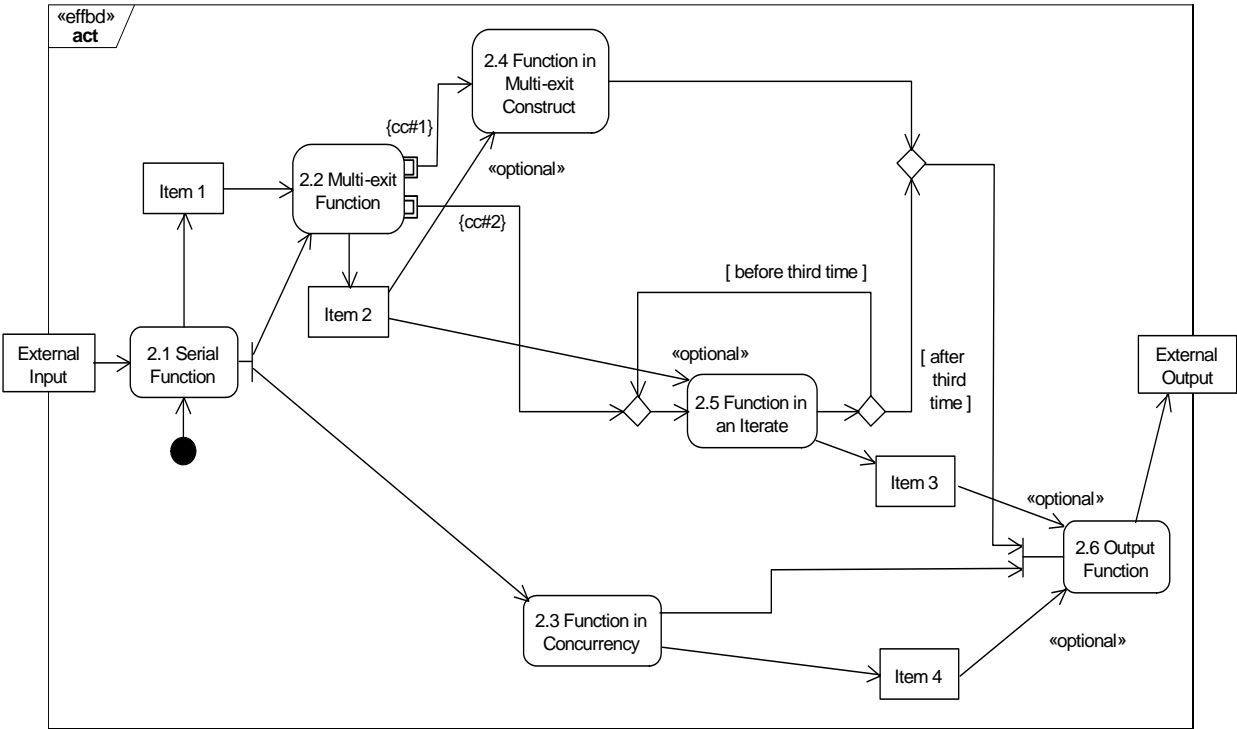 «effbd»
act
2.4 Function in
Multi-exit
Construct
{cc#1}
«optional»
2.2 Multi-exit
Function
Item 1
{cc#2}
[ before third time ]
Item 2
External
Input
2.1 Serial
Function
«optional»
2.5 Function in
an Iterate
[ after
third
time ]
External
Output
Item 3
«optional»
2.6 Output
Function
2.3 Function in
Concurrency
«optional»
Item 4